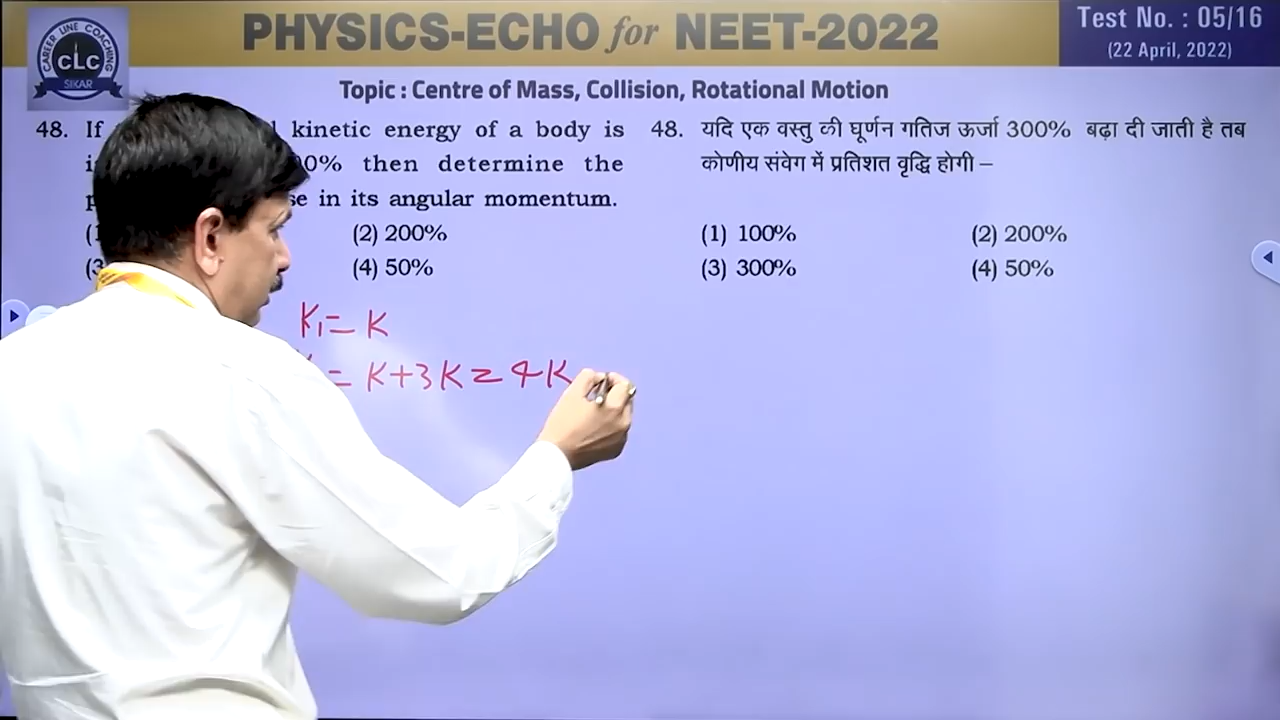 PHYSICS-ECHO for NEET-2022
Test No. : 05/16
(22 April, 2022)
CAREER LINE COACHING
CLC
SIKAR
Topic : Centre of Mass, Collision, Rotational Motion
48. If kinetic energy of a body is
then determine the
in its angular momentum.
(2) 200%
(4) 50%
48. यदि एक वस्तु की घूर्णन गतिज ऊर्जा 300% बढ़ा दी जाती है तब
कोणीय संवेग में प्रतिशत वृद्धि होगी –
(1) 100% (2) 200%
(3) 300% (4) 50%
K₁ = K
= K+3K = 4K